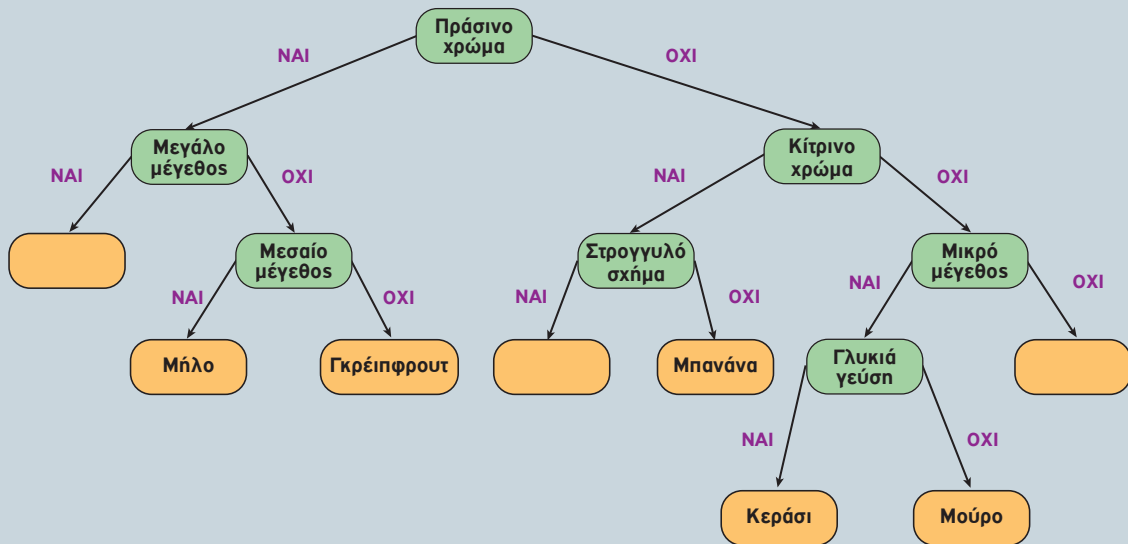 Πράσινο
χρώμα
ΝΑΙ
ΟΧΙ
Μεγάλο
μέγεθος
Κίτρινο
χρώμα
ΝΑΙ
ΟΧΙ
ΝΑΙ
ΟΧΙ
Μεσαίο
μέγεθος
Στρογγυλό
σχήμα
Μικρό
μέγεθος
ΝΑΙ
ΟΧΙ
ΝΑΙ
ΟΧΙ
ΝΑΙ
ΟΧΙ
Μήλο
Γκρέιπφρουτ
Μπανάνα
Γλυκιά
γεύση
ΝΑΙ
ΟΧΙ
Κεράσι
Μούρο